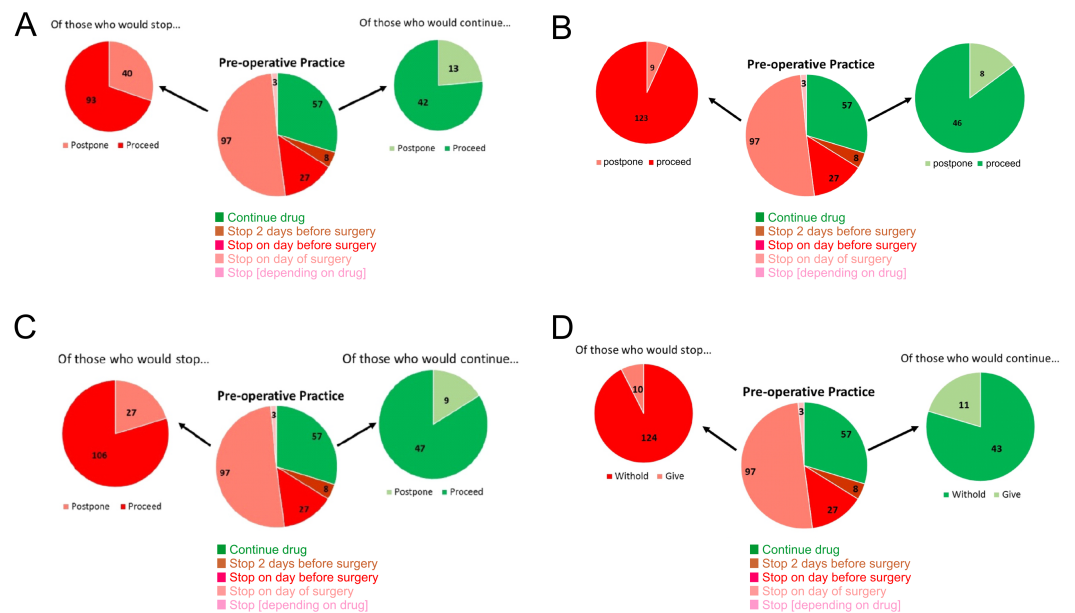 A
Of those who would stop...
Of those who would continue...
Pre-operative Practice
40
93
Postpone Proceed
3
57
8
27
97
13
42
Postpone Proceed
Continue drug
Stop 2 days before surgery
Stop on day before surgery
Stop on day of surgery
Stop [depending on drug]
B
Pre-operative Practice
9
123
postpone proceed
3
57
8
27
97
8
46
postpone proceed
Continue drug
Stop 2 days before surgery
Stop on day before surgery
Stop on day of surgery
Stop [depending on drug]
C
Of those who would stop...
Of those who would continue...
Pre-operative Practice
27
106
Postpone Proceed
3
57
8
27
97
9
47
Postpone Proceed
Continue drug
Stop 2 days before surgery
Stop on day before surgery
Stop on day of surgery
Stop [depending on drug]
D
Of those who would stop...
Of those who would continue...
Pre-operative Practice
10
124
Withold Give
3
57
8
27
97
11
43
Withold Give
Continue drug
Stop 2 days before surgery
Stop on day before surgery
Stop on day of surgery
Stop [depending on drug]